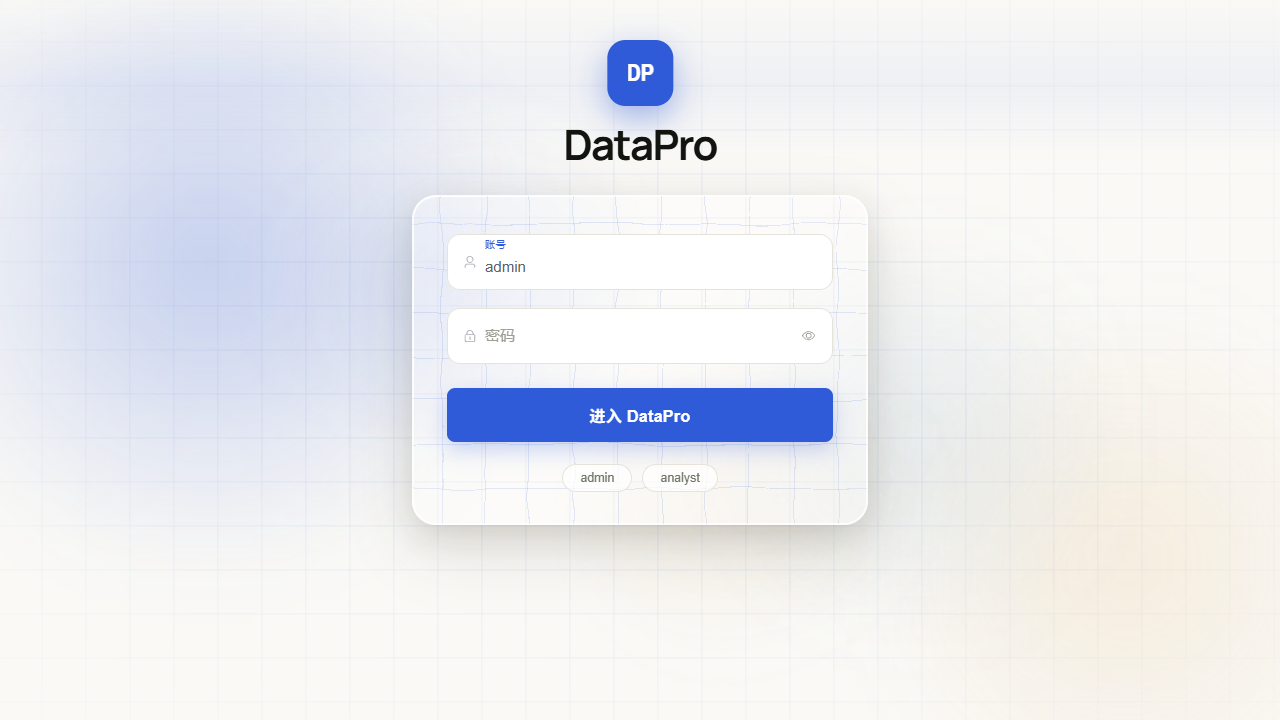 DP
DataPro
账号
admin
密码
进入 DataPro
admin
analyst